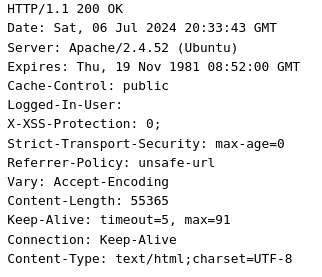 HTTP/1.1 200 OK
Date: Sat, 06 Jul 2024 20:33:43 GMT
Server: Apache/2.4.52 (Ubuntu)
Expires: Thu, 19 Nov 1981 08:52:00 GMT
Cache-Control: public
Logged-In-User:
X-XSS-Protection: 0;
Strict-Transport-Security: max-age=0
Referrer-Policy: unsafe-url
Vary: Accept-Encoding
Content-Length: 55365
Keep-Alive: timeout=5, max=91
Connection: Keep-Alive
Content-Type: text/html;charset=UTF-8